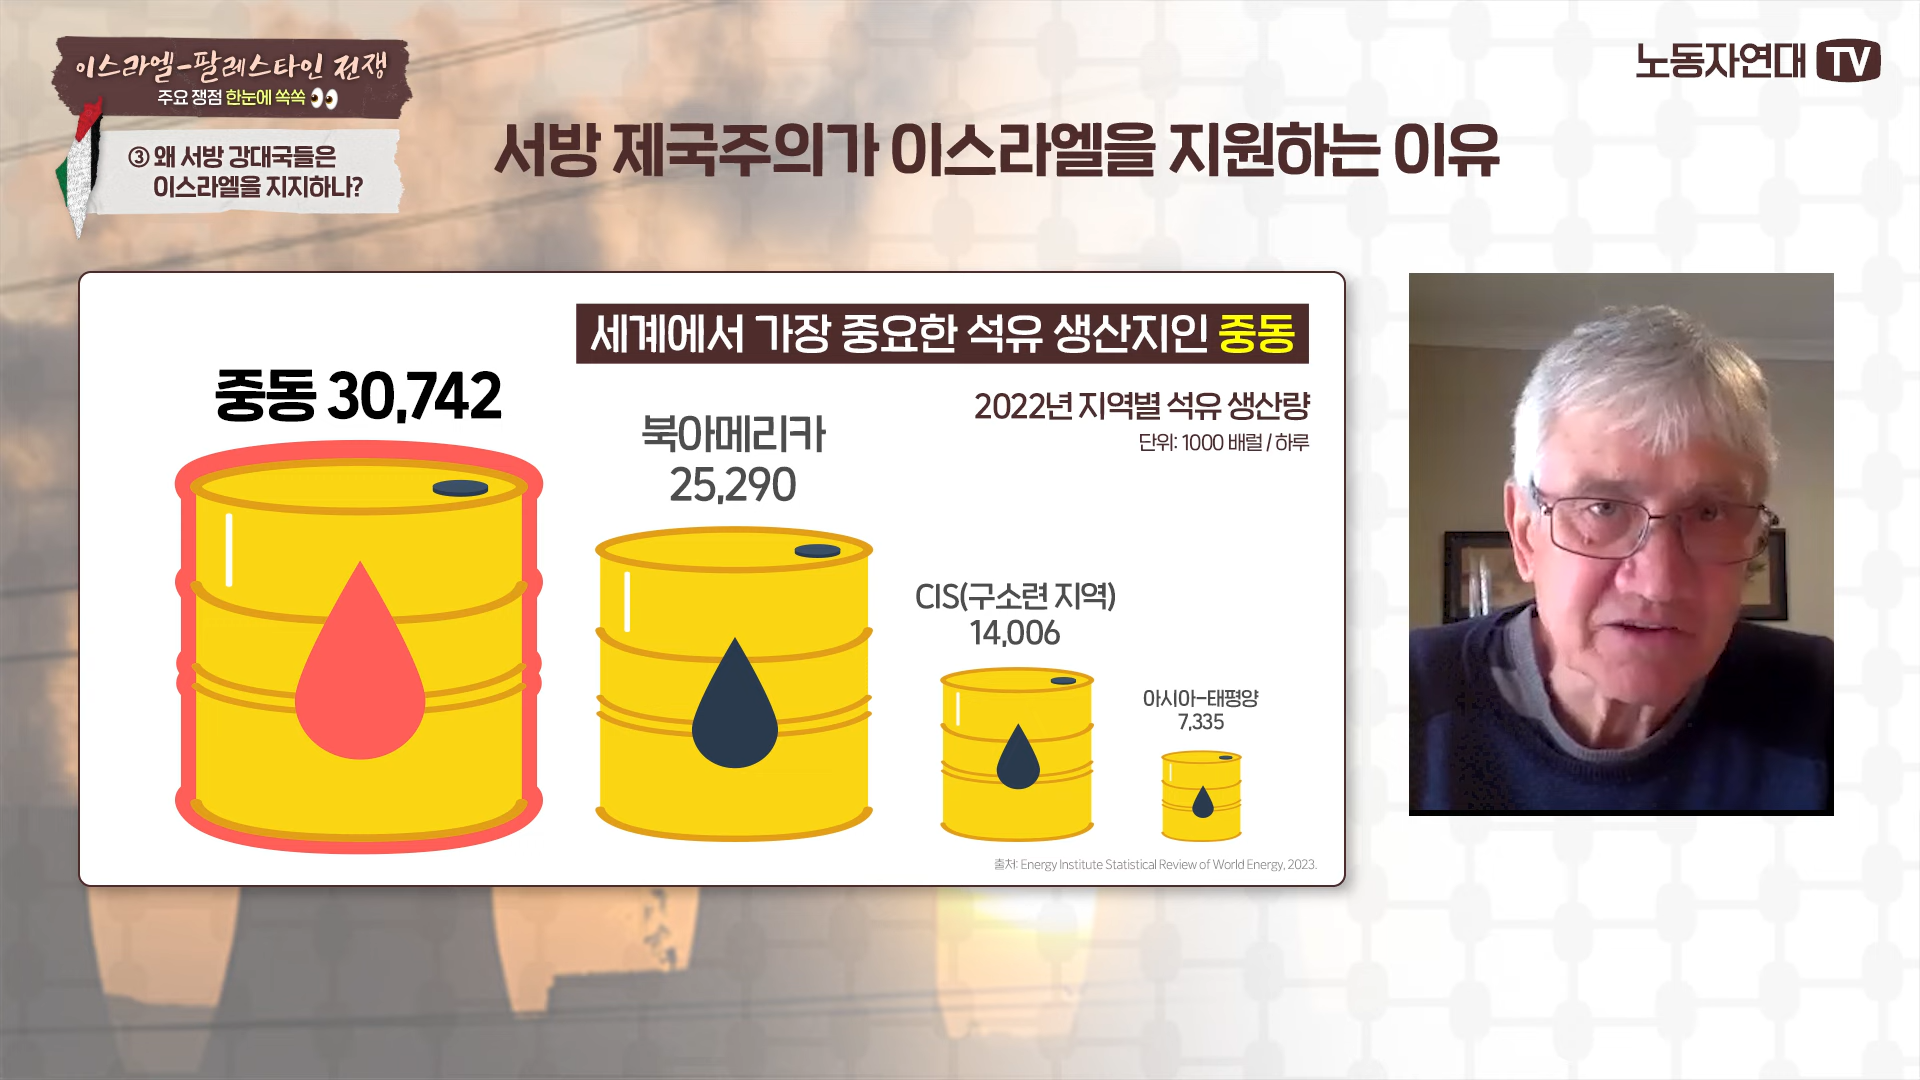 이스라엘-팔레스타인 전쟁
주요 쟁점 한눈에 쏙쏙
③ 왜 서방 강대국들은
이스라엘을 지지하나?
노동자연대 TV
서방 제국주의가 이스라엘을 지원하는 이유
세계에서 가장 중요한 석유 생산지인 중동
2022년 지역별 석유 생산량
단위: 1000 배럴 / 하루
중동 30,742
북아메리카
25,290
CIS(구소련 지역)
14,006
아시아-태평양
7,335
출처: Energy Institute Statistical Review of World Energy, 2023.